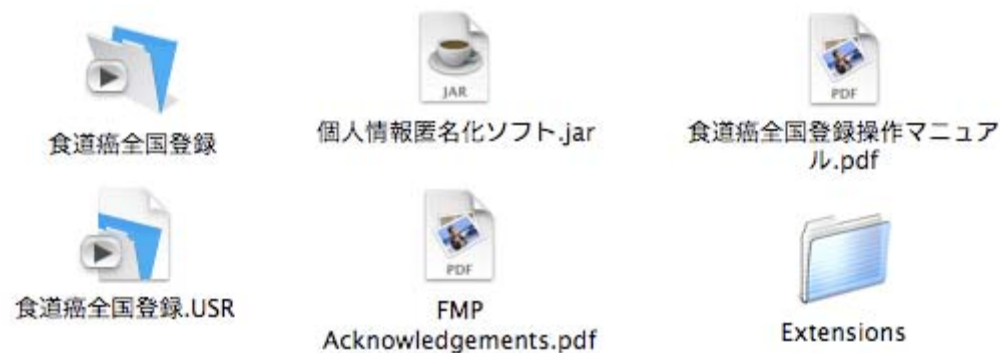 JAR
PDF
食道癌全国登録
個人情報匿名化ソフト.jar
食道癌全国登録操作マニュア
ル.pdf
PDF
食道癌全国登録.USR
FMP
Acknowledgements.pdf
Extensions